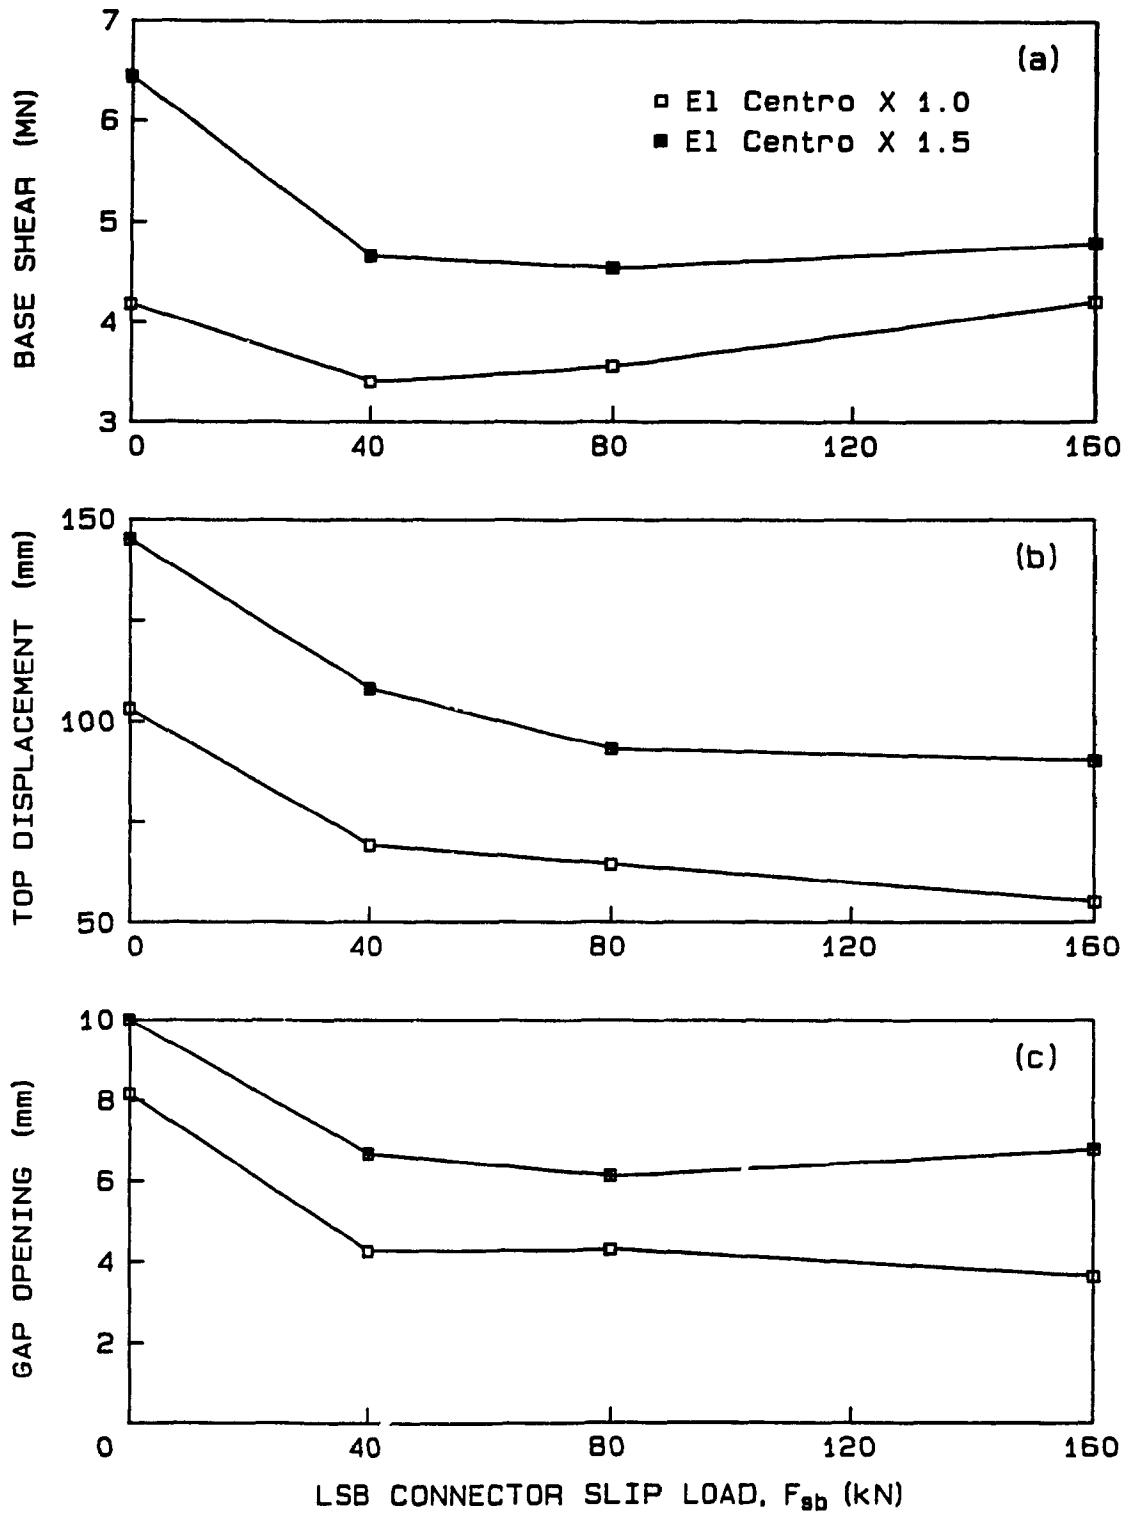 7
(a)
El Centro X 1.0
6
El Centro X 1.5
5
4
3
BASE SHEAR (MN)
0 40 80 120 160
150
(b)
100
50
TOP DISPLACEMENT (mm)
0 40 80 120 160
10
(c)
8
6
4
2
GAP OPENING (mm)
0 40 80 120 160
LSB CONNECTOR SLIP LOAD, Fsb (kN)